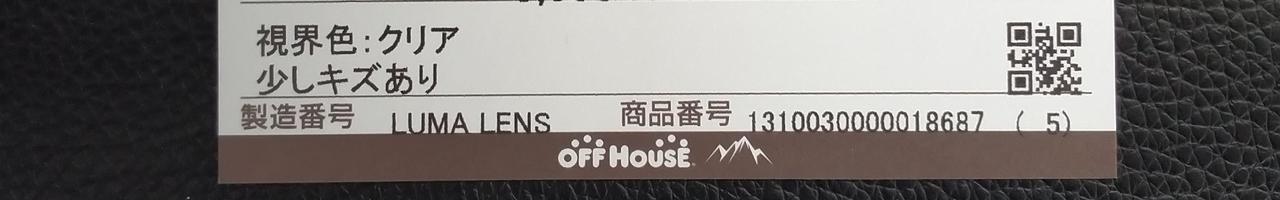 視界色:クリア
少しキズあり
製造番号 LUMA LENS 商品番号 1310030000018687 ( 5)
OFF HOUSE